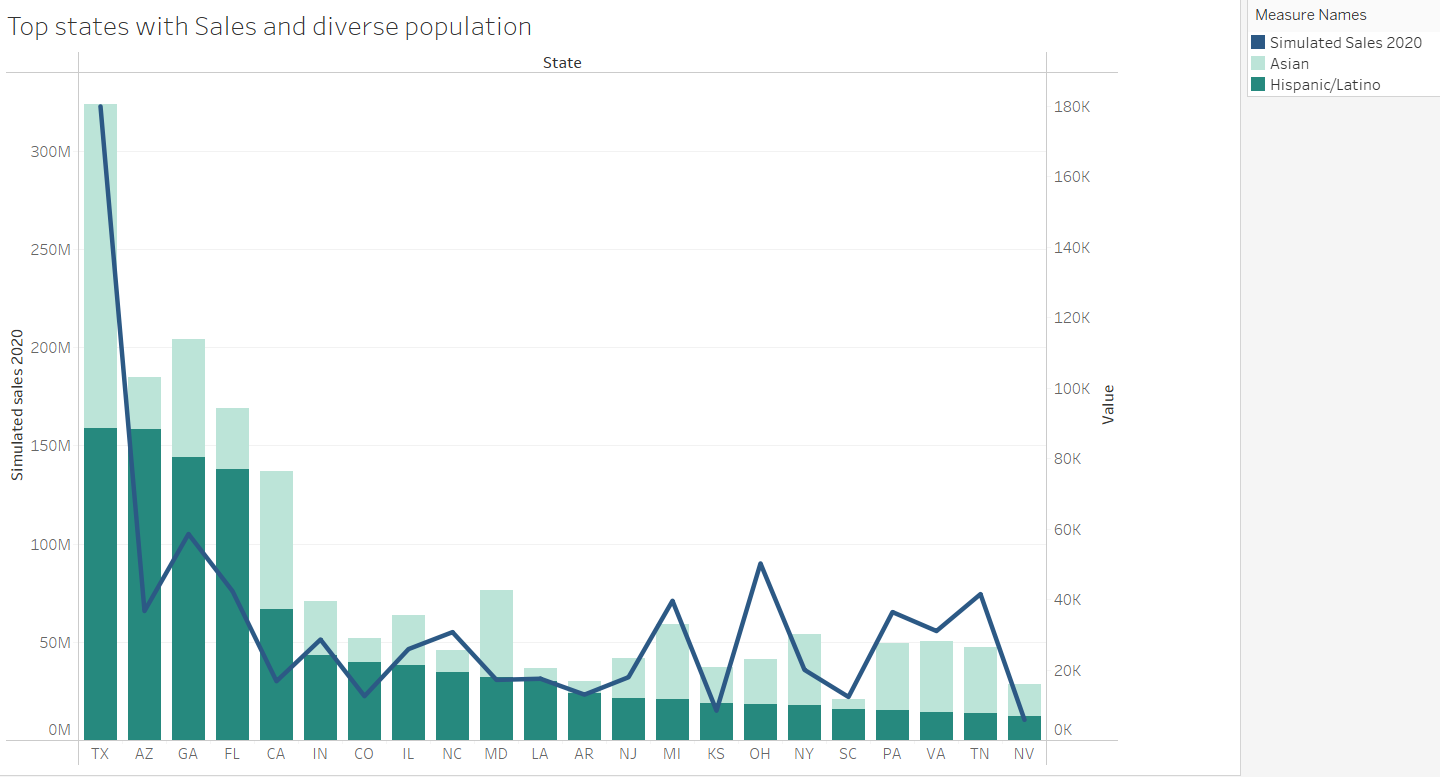 Top states with Sales and diverse population
Measure Names
Simulated Sales 2020
Asian
Hispanic/Latino
State
Simulated sales 2020
300M
250M
200M
150M
100M
50M
0M
180K
160K
140K
120K
100K
80K
60K
40K
20K
0K
Value
TX AZ GA FL CA IN CO IL NC MD LA AR NJ MI KS OH NY SC PA VA TN NV